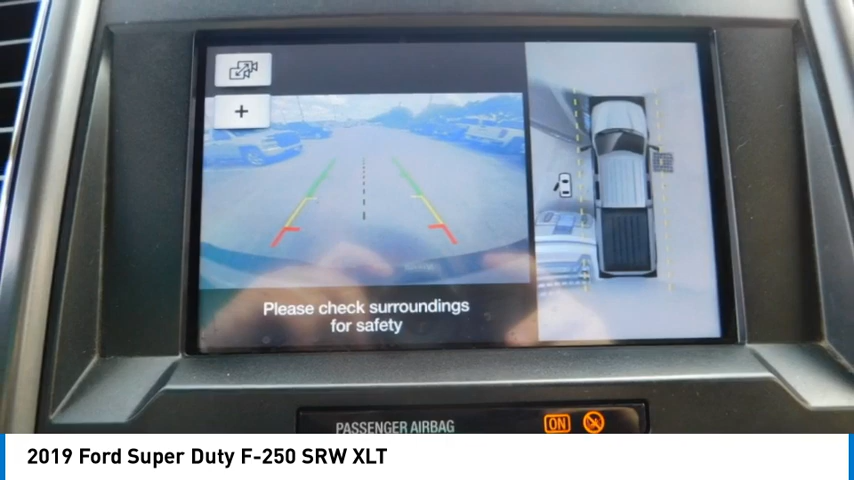 +
Please check surroundings
for safety
PASSENGER AIRBAG
ON
2019 Ford Super Duty F-250 SRW XLT